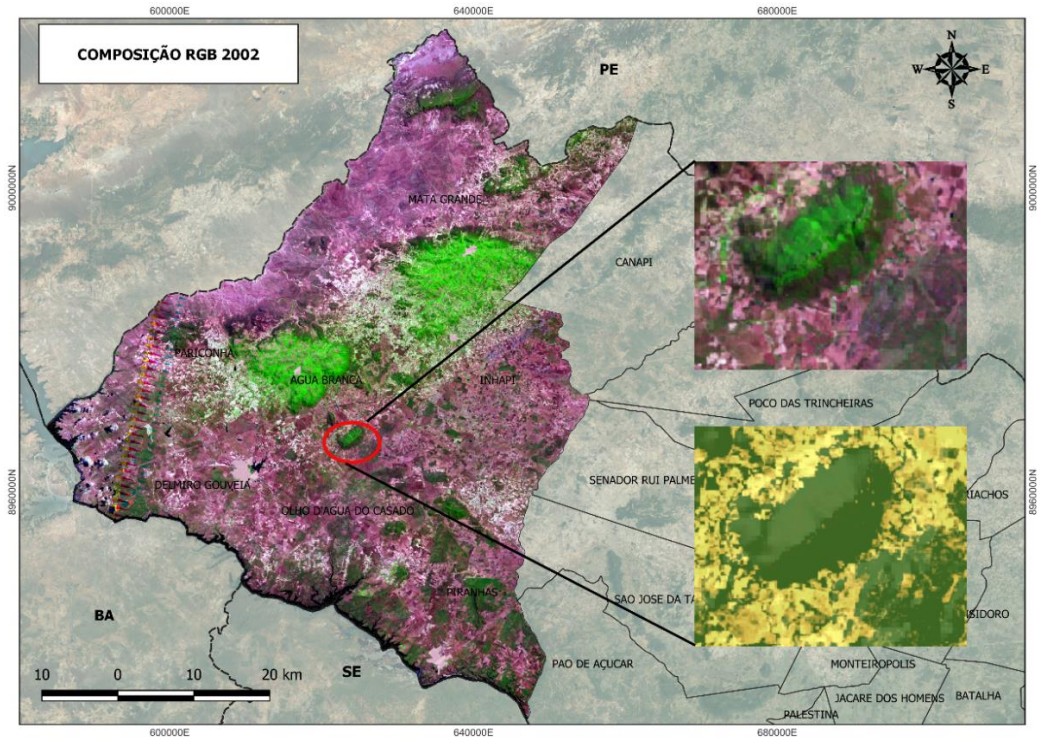 600000E 640000E 680000E
COMPOSIÇÃO RGB 2002
PE
N
W E
S
9000000N 9000000N
MATA GRANDE
CANAPI
PARICONHA
AGUA BRANCA
INHAPI
POCO DAS TRINCHEIRAS
DELMIRO GOUVEIA
SENADOR RUI PALME
UACHOS
8960000N 8960000N
OLHO D'AGUA DO CASADO
PIRANHAS
SAO JOSE DA TA
ISIDORO
BA
SE
PAO DE AÇUCAR
MONTEIROPOLIS
10 0 10 20 km
JACARE DOS HOMENS
BATALHA
PALESTINA
600000E 640000E 680000E